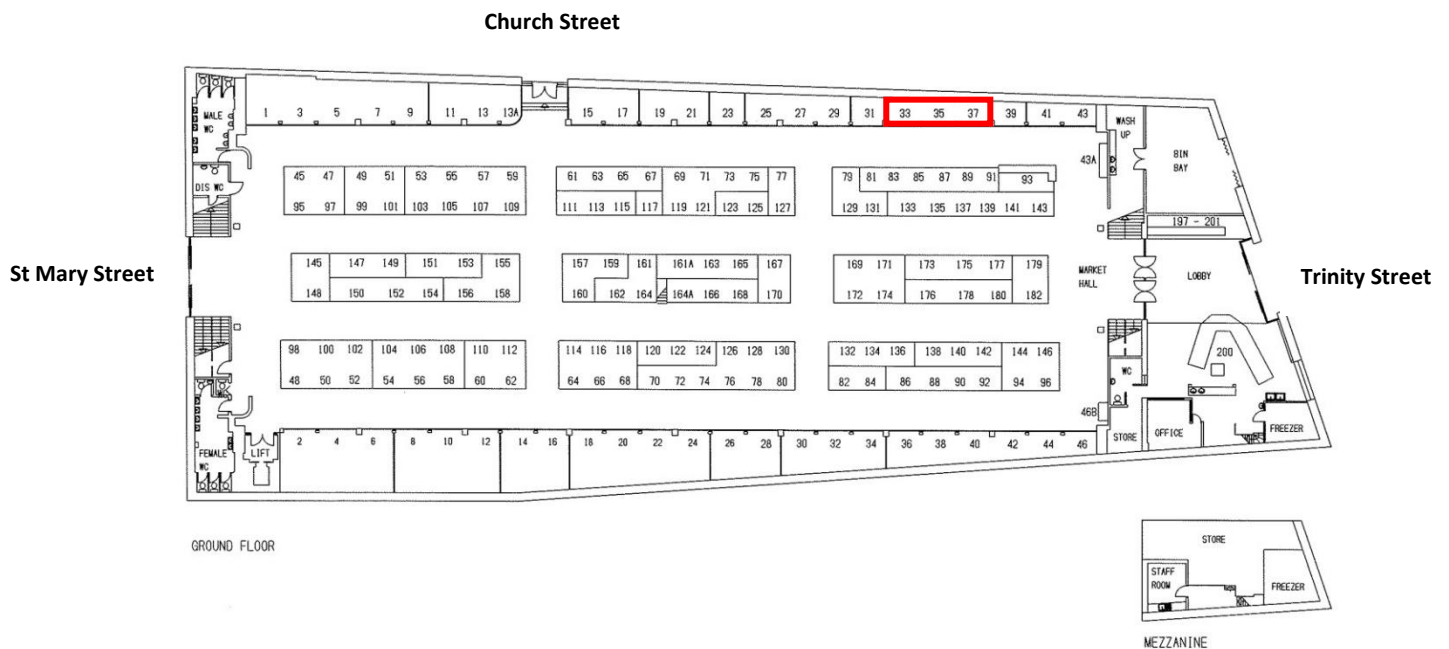 Church Street
1 3 5 7 9 11 13 13A 15 17 19 21 23 25 27 29 31 33 35 37 39 41 43
MALE
WC
WASH
UP
BIN
BAY
43A
DIS WC
45 47 49 51 53 55 57 59 61 63 65 67 69 71 73 75 77 79 81 83 85 87 89 91 93
95 97 99 101 103 105 107 109 111 113 115 117 119 121 123 125 127 129 131 133 135 137 139 141 143
197 - 201
St Mary Street
145 147 149 151 153 155 157 159 161 161A 163 165 167 169 171 173 175 177 179
148 150 152 154 156 158 160 162 164 164A 166 168 170 172 174 176 178 180 182
MARKET
HALL
LOBBY
Trinity Street
98 100 102 104 106 108 110 112 114 116 118 120 122 124 126 128 130 132 134 136 138 140 142 144 146
48 50 52 54 56 58 60 62 64 66 68 70 72 74 76 78 80 82 84 86 88 90 92 94 96
200
WC
WC
46B
STORE
OFFICE
FREEZER
FEMALE
WC
LIFT
2 4 6 8 10 12 14 16 18 20 22 24 26 28 30 32 34 36 38 40 42 44 46
GROUND FLOOR
STORE
STAFF
ROOM
FREEZER
MEZZANINE